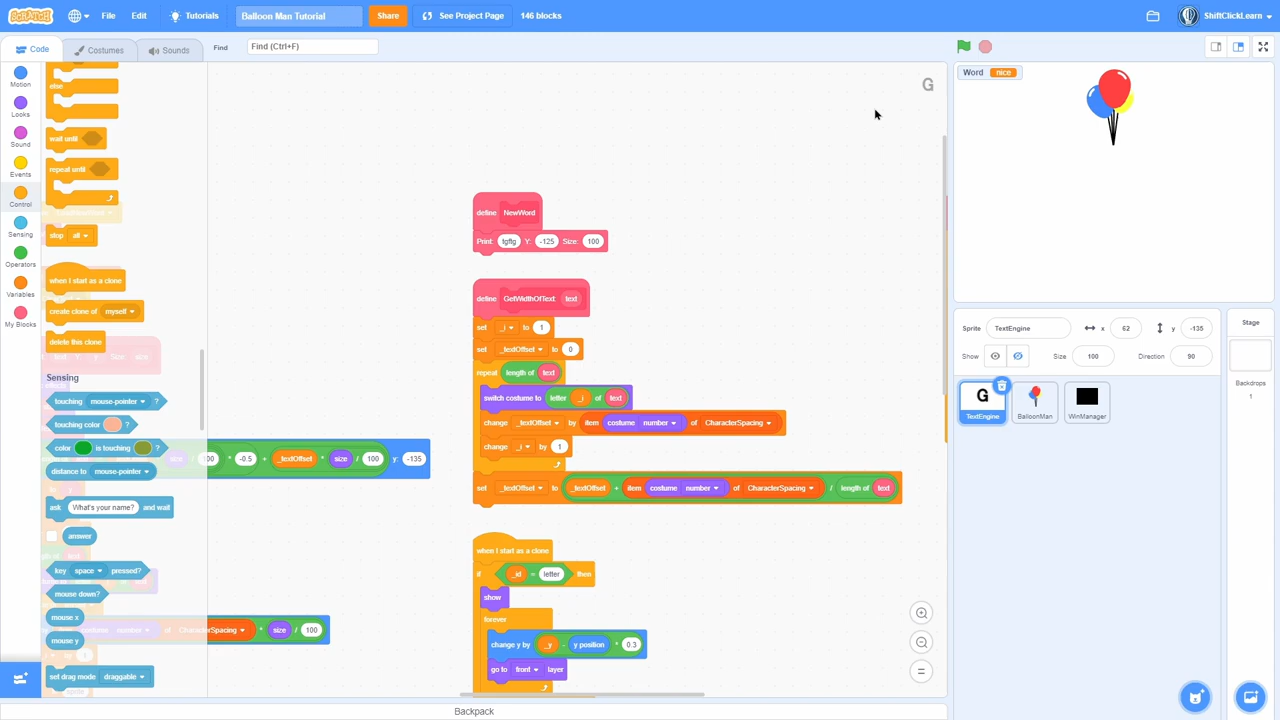 SCRATCH File Edit Tutorials Balloon Man Tutorial Share See Project Page 146 blocks ShiftClickLearn
Code Costumes Sounds Find Find (Ctrl+F)
Motion
Looks
Sound
Events
Control
Sensing
Operators
Variables
My Blocks
else
wait until
repeat until
stop all
when I start as a clone
create clone of myself
delete this clone
Sensing
touching mouse-pointer ?
touching color ?
color is touching ?
distance to mouse-pointer
ask What's your name? and wait
answer
key space pressed?
mouse down?
mouse x
mouse y
set drag mode draggable
100 * -0.5 + _textOffset * size / 100 y: -135
number of CharacterSpacing * size / 100
G
define NewWord
Print: tgftg Y: -125 Size: 100
define GetWidthOfText text
set _i to 1
set _textOffset to 0
repeat length of text
switch costume to letter _i of text
change _textOffset by item costume number of CharacterSpacing
change _i by 1
set _textOffset to _textOffset + item costume number of CharacterSpacing / length of text
when I start as a clone
if _id = letter then
show
forever
change y by _y - y position * 0.3
go to front layer
Backpack
Word nice
Sprite TextEngine x 62 y -135
Show Size 100 Direction 90
G
TextEngine BalloonMan WinManager
Stage
Backdrops
1